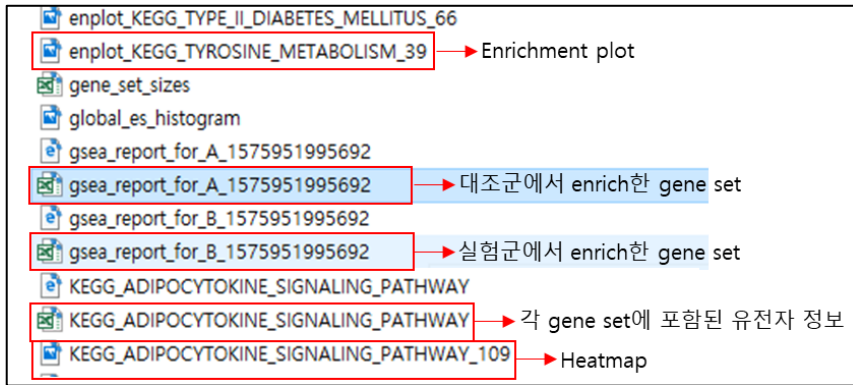 enplot_KEGG_TYPE_II_DIABETES_MELLITUS_66
enplot_KEGG_TYROSINE_METABOLISM_39 Enrichment plot
gene_set_sizes
global_es_histogram
gsea_report_for_A_1575951995692
gsea_report_for_A_1575951995692 대조군에서 enrich한 gene set
gsea_report_for_B_1575951995692
gsea_report_for_B_1575951995692 실험군에서 enrich한 gene set
KEGG_ADIPOCYTOKINE_SIGNALING_PATHWAY
KEGG_ADIPOCYTOKINE_SIGNALING_PATHWAY 각 gene set에 포함된 유전자 정보
KEGG_ADIPOCYTOKINE_SIGNALING_PATHWAY_109 Heatmap